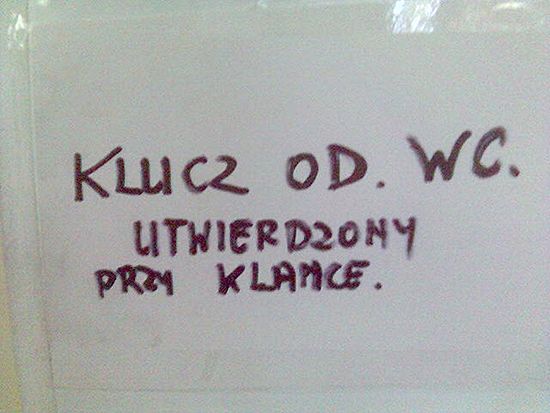 KLUCZ OD. WC.
UTWIERDZONY
PRZY KLAMCE.